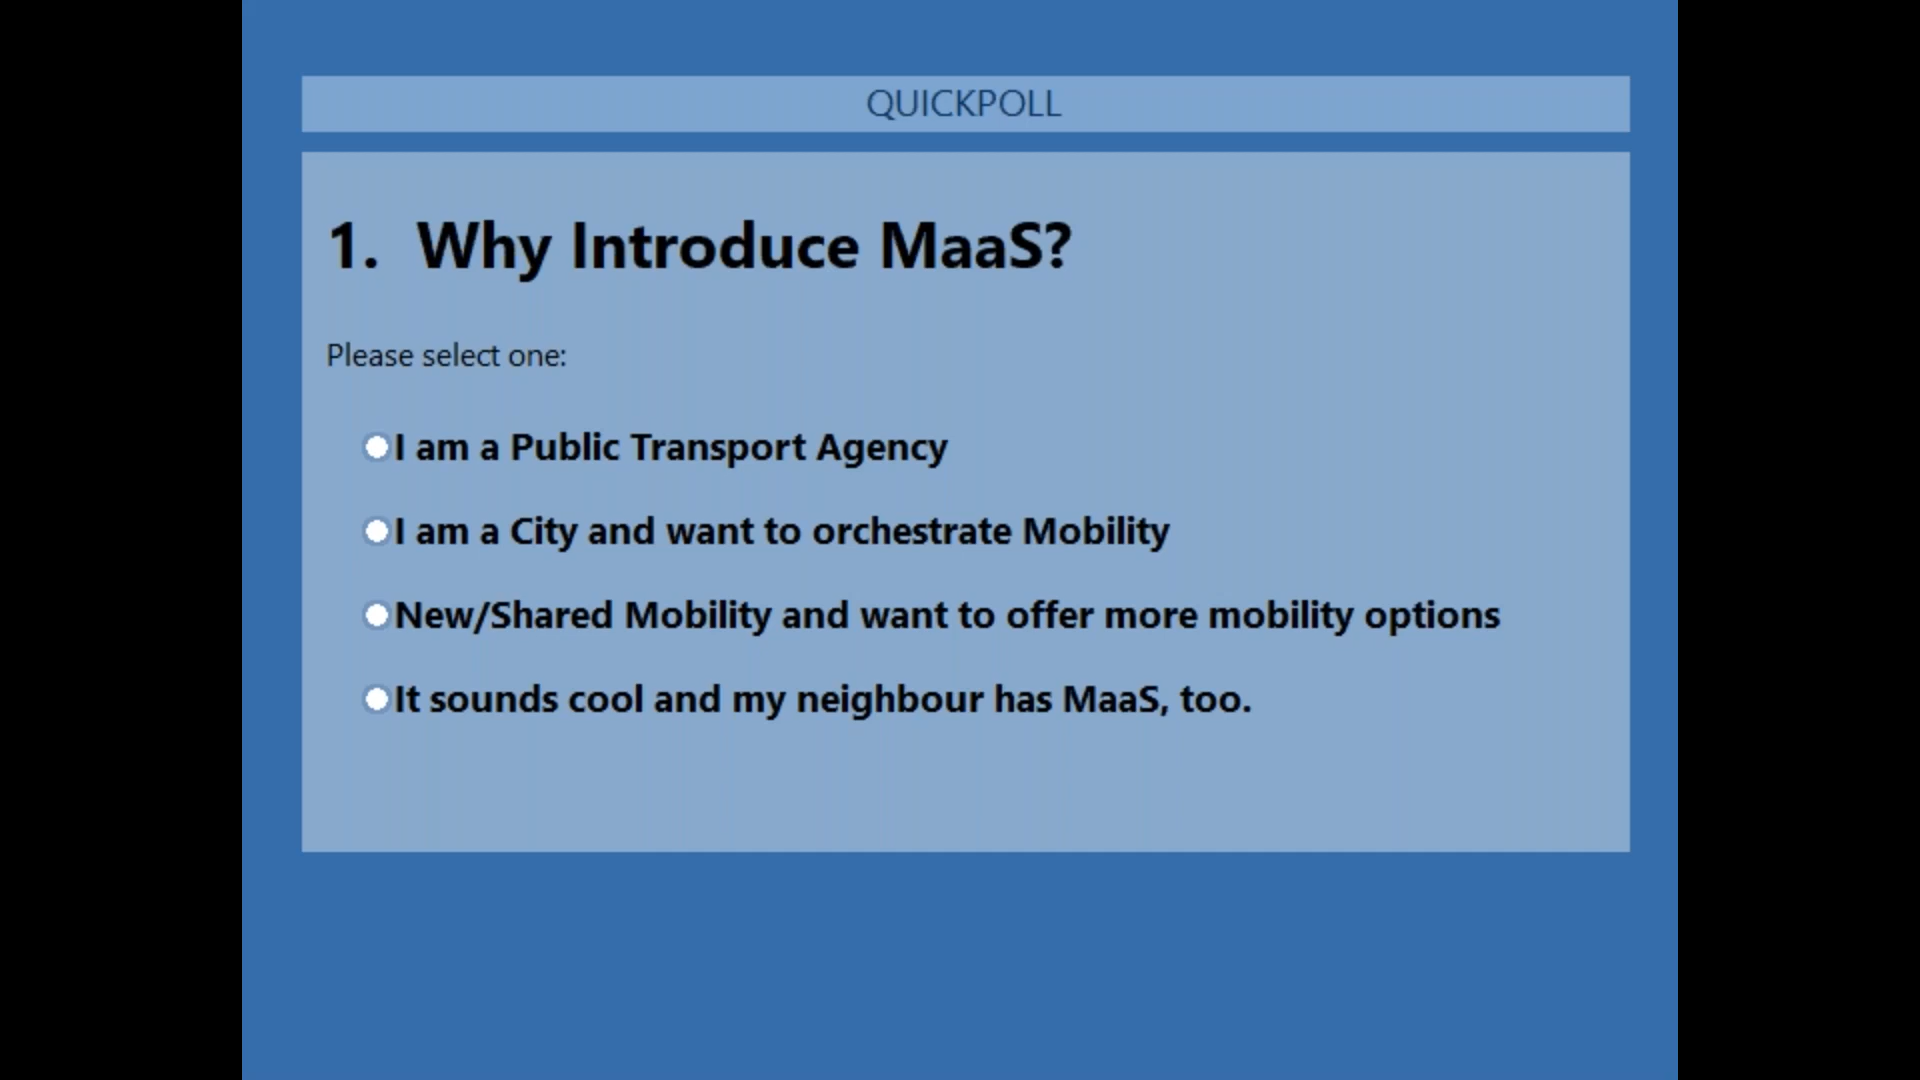 QUICKPOLL
1. Why Introduce MaaS?
Please select one:
I am a Public Transport Agency
I am a City and want to orchestrate Mobility
New/Shared Mobility and want to offer more mobility options
It sounds cool and my neighbour has MaaS, too.